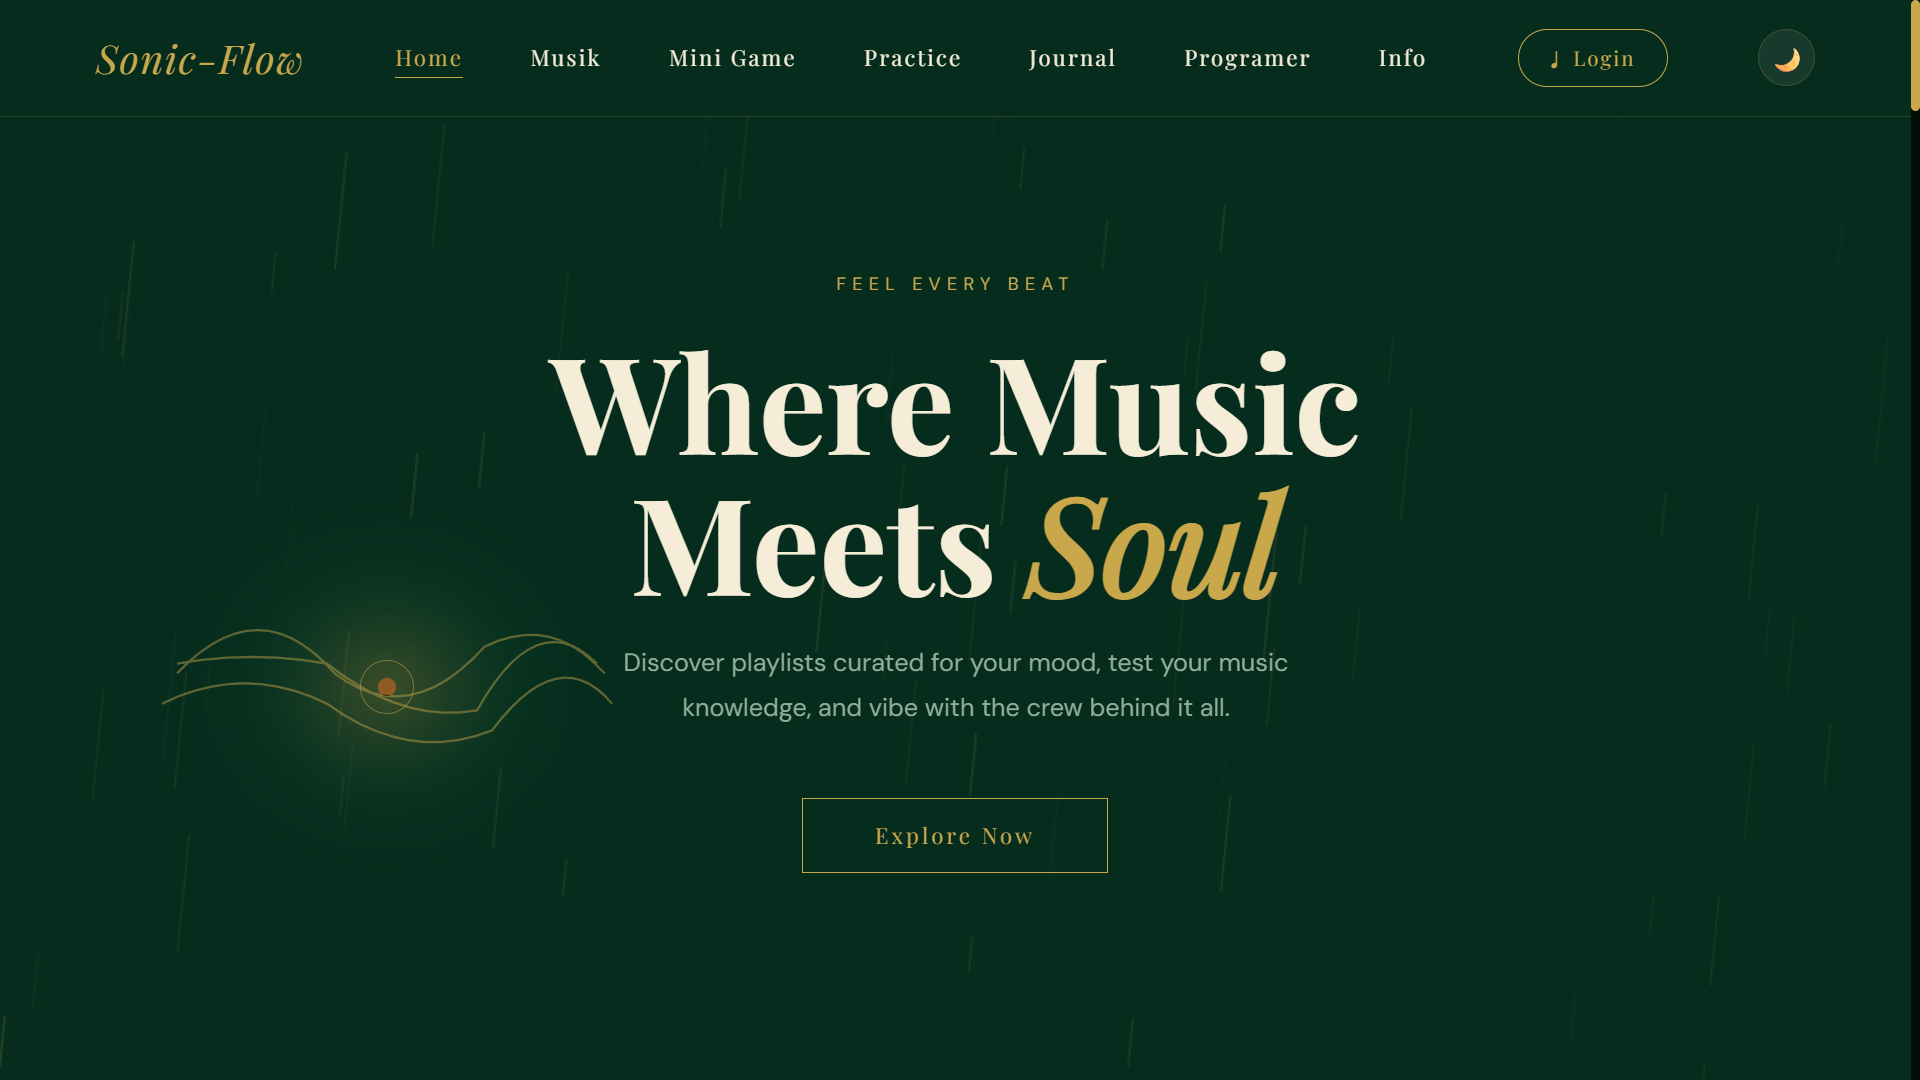 Sonic-Flow
Home
Musik
Mini Game
Practice
Journal
Programer
Info
♩ Login
FEEL EVERY BEAT
Where Music
Meets Soul
Discover playlists curated for your mood, test your music
knowledge, and vibe with the crew behind it all.
Explore Now